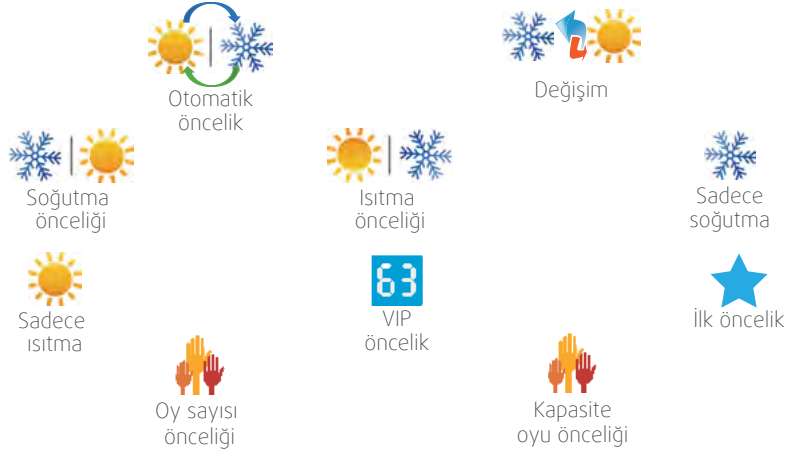 Otomatik
öncelik
Değişim
Soğutma
önceliği
Isıtma
önceliği
Sadece
soğutma
Sadece
ısıtma
63
VIP
öncelik
İlk öncelik
Oy sayısı
önceliği
Kapasite
oyu önceliği